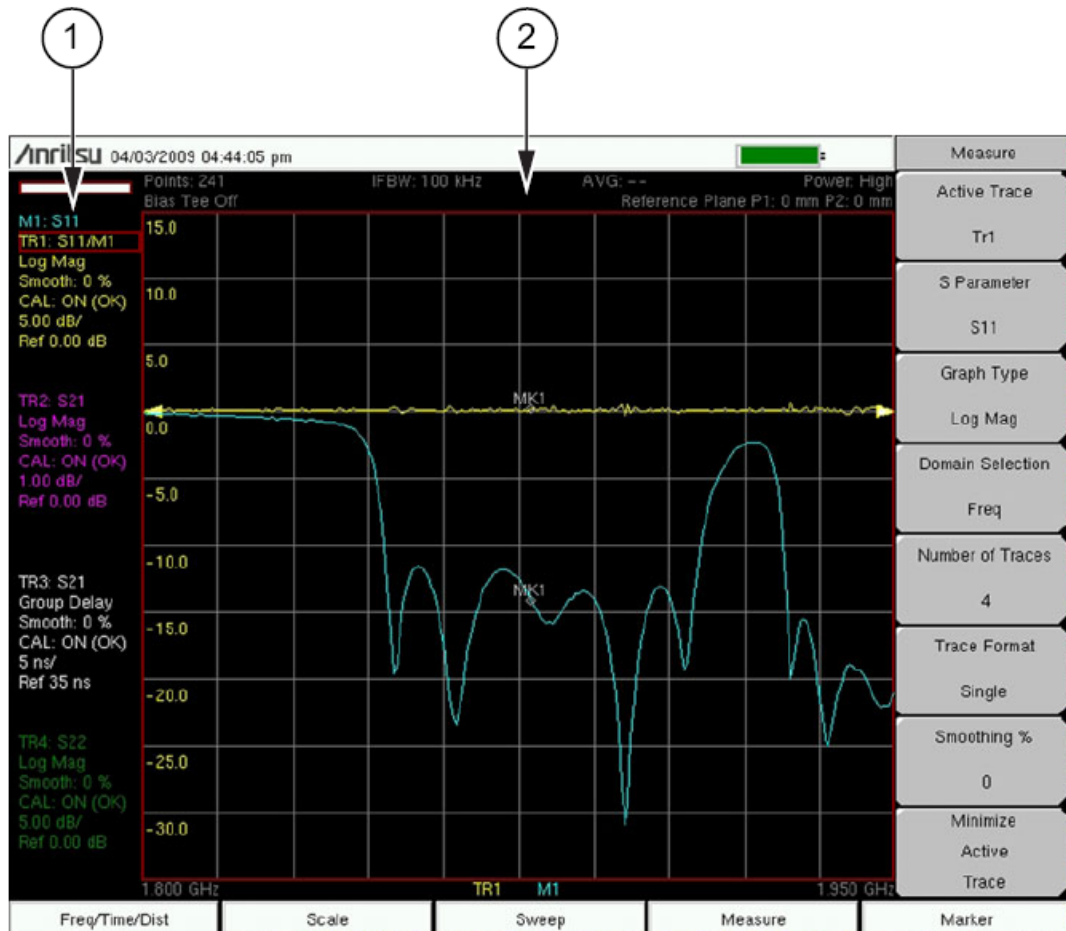 1
2
Anritsu 04/03/2009 04:44:05 pm
Points: 241 IFBW: 100 kHz AVG: -- Power: High
Bias Tee Off Reference Plane P1: 0 mm P2: 0 mm
M1: S11
TR1: S11/M1
Log Mag
Smooth: 0 %
CAL: ON (OK)
5.00 dB/
Ref 0.00 dB
TR2: S21
Log Mag
Smooth: 0 %
CAL: ON (OK)
1.00 dB/
Ref 0.00 dB
TR3: S21
Group Delay
Smooth: 0 %
CAL: ON (OK)
5 ns/
Ref 35 ns
TR4: S22
Log Mag
Smooth: 0 %
CAL: ON (OK)
5.00 dB/
Ref 0.00 dB
15.0
10.0
5.0
MK1
0.0
-5.0
-10.0
MK1
-15.0
-20.0
-25.0
-30.0
1.800 GHz TR1 M1 1.950 GHz
Measure
Active Trace
Tr1
S Parameter
S11
Graph Type
Log Mag
Domain Selection
Freq
Number of Traces
4
Trace Format
Single
Smoothing %
0
Minimize
Active
Trace
Freq/Time/Dist Scale Sweep Measure Marker